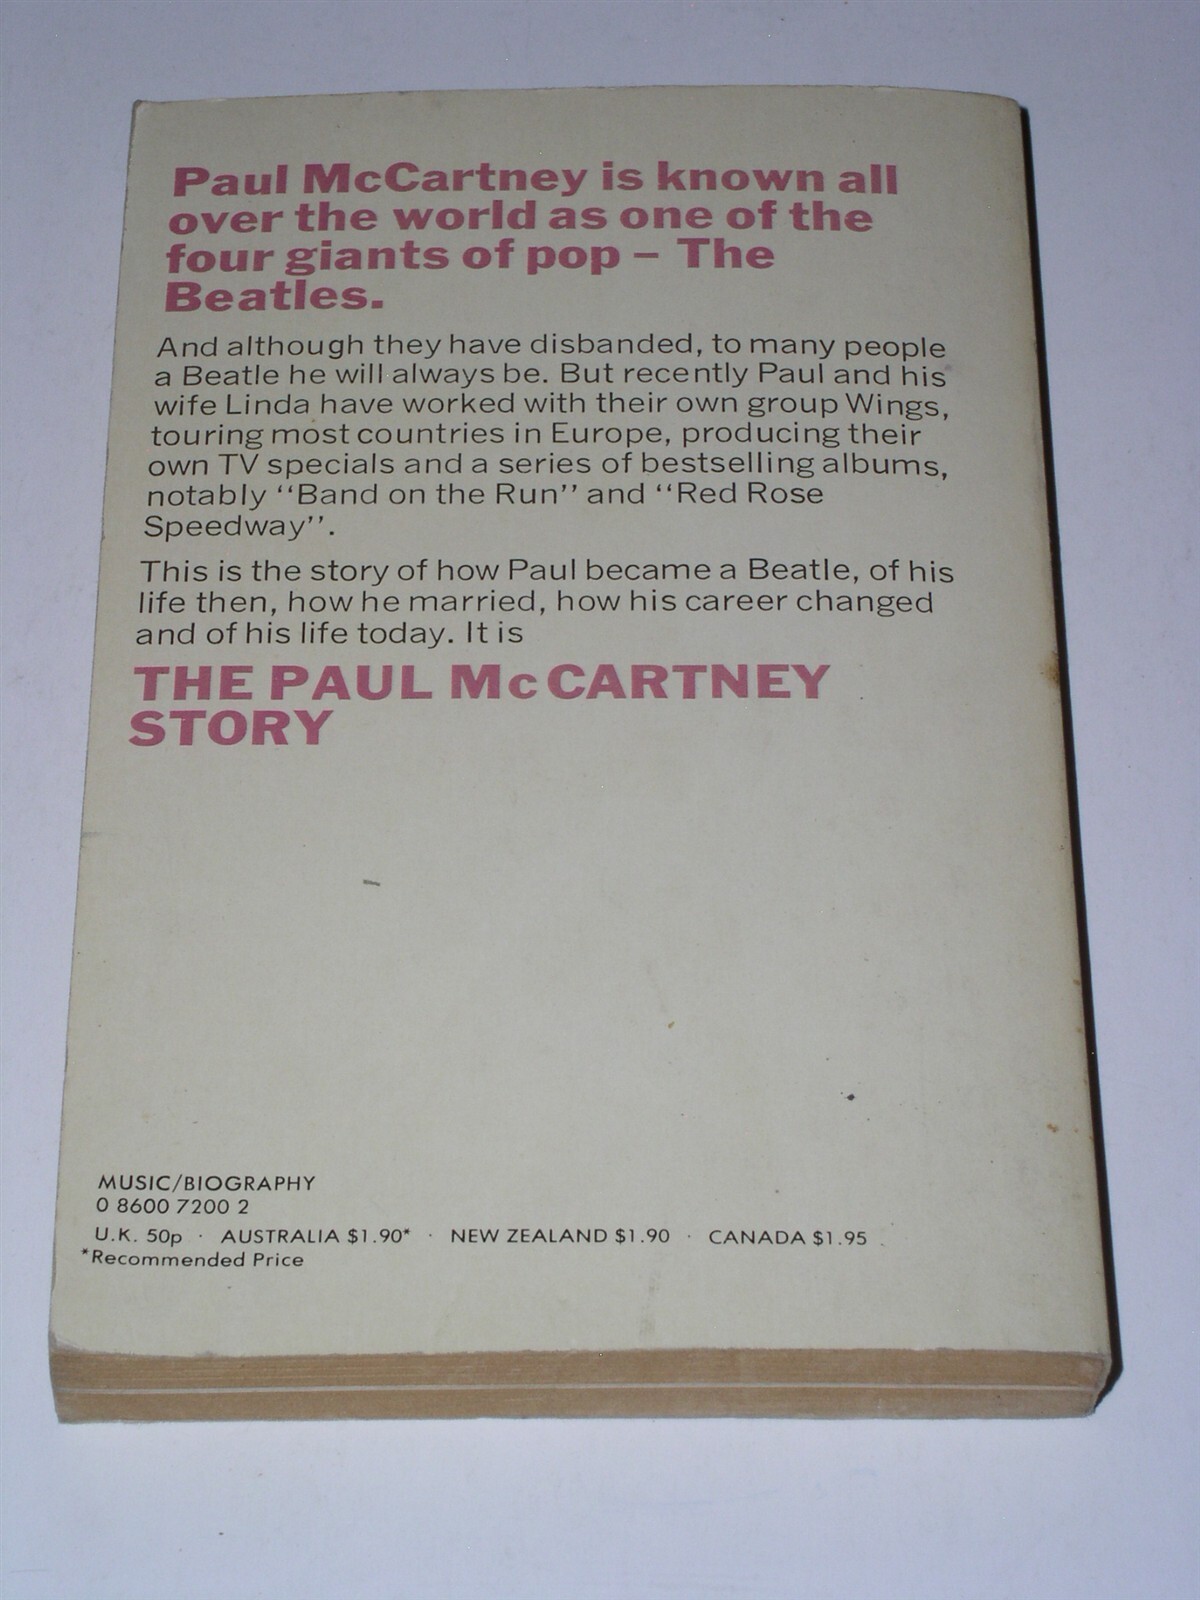 Paul McCartney is known all
over the world as one of the
four giants of pop – The
Beatles.
And although they have disbanded, to many people
a Beatle he will always be. But recently Paul and his
wife Linda have worked with their own group Wings,
touring most countries in Europe, producing their
own TV specials and a series of bestselling albums,
notably “Band on the Run” and “Red Rose
Speedway”.
This is the story of how Paul became a Beatle, of his
life then, how he married, how his career changed
and of his life today. It is
THE PAUL McCARTNEY
STORY
MUSIC/BIOGRAPHY
0 8600 7200 2
U.K. 50p · AUSTRALIA $1.90* · NEW ZEALAND $1.90 · CANADA $1.95
*Recommended Price